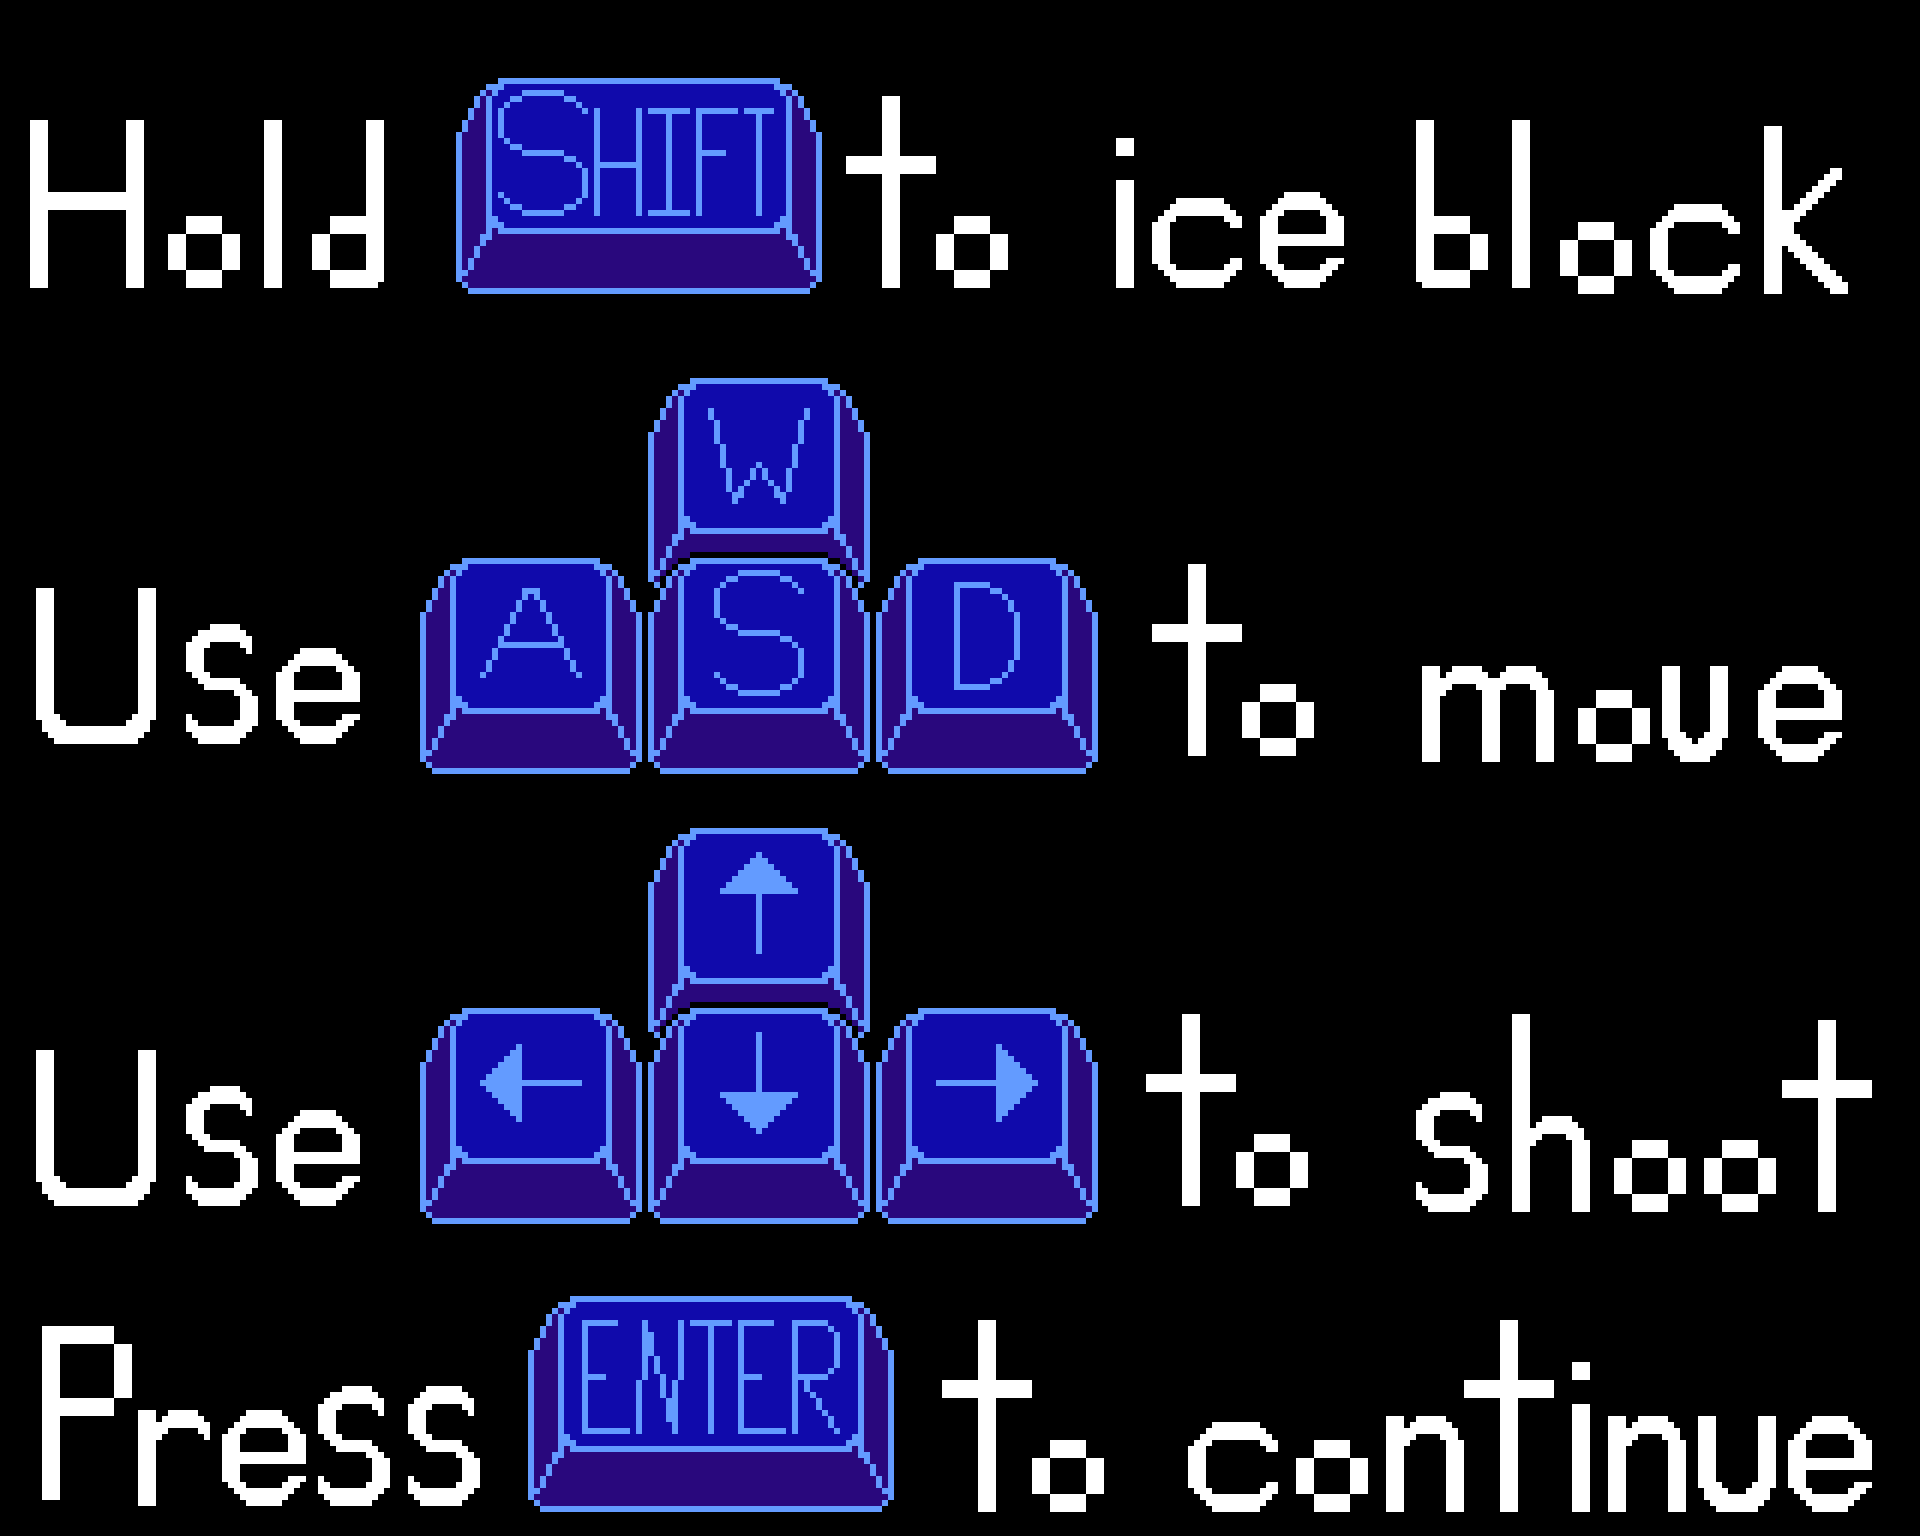 Hold SHIFT to ice block
W
Use A S D to move
↑
Use ← ↓ → to shoot
Press ENTER to continue